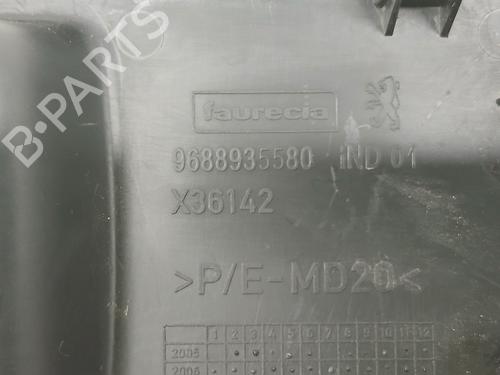 B-PARTS
faurecia
9688935580 IND 01
X36142
>P/E-MD20<
1 2 3 4 5 6 7 8 9 10 11 12
2005
2006